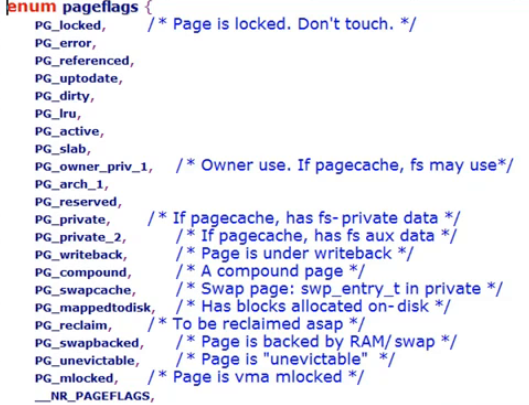 enum pageflags {
PG_locked, /* Page is locked. Don't touch. */
PG_error,
PG_referenced,
PG_uptodate,
PG_dirty,
PG_lru,
PG_active,
PG_slab,
PG_owner_priv_1, /* Owner use. If pagecache, fs may use*/
PG_arch_1,
PG_reserved,
PG_private, /* If pagecache, has fs-private data */
PG_private_2, /* If pagecache, has fs aux data */
PG_writeback, /* Page is under writeback */
PG_compound, /* A compound page */
PG_swapcache, /* Swap page: swp_entry_t in private */
PG_mappedtodisk, /* Has blocks allocated on-disk */
PG_reclaim, /* To be reclaimed asap */
PG_swapbacked, /* Page is backed by RAM/swap */
PG_unevictable, /* Page is "unevictable" */
PG_mlocked, /* Page is vma mlocked */
__NR_PAGEFLAGS,